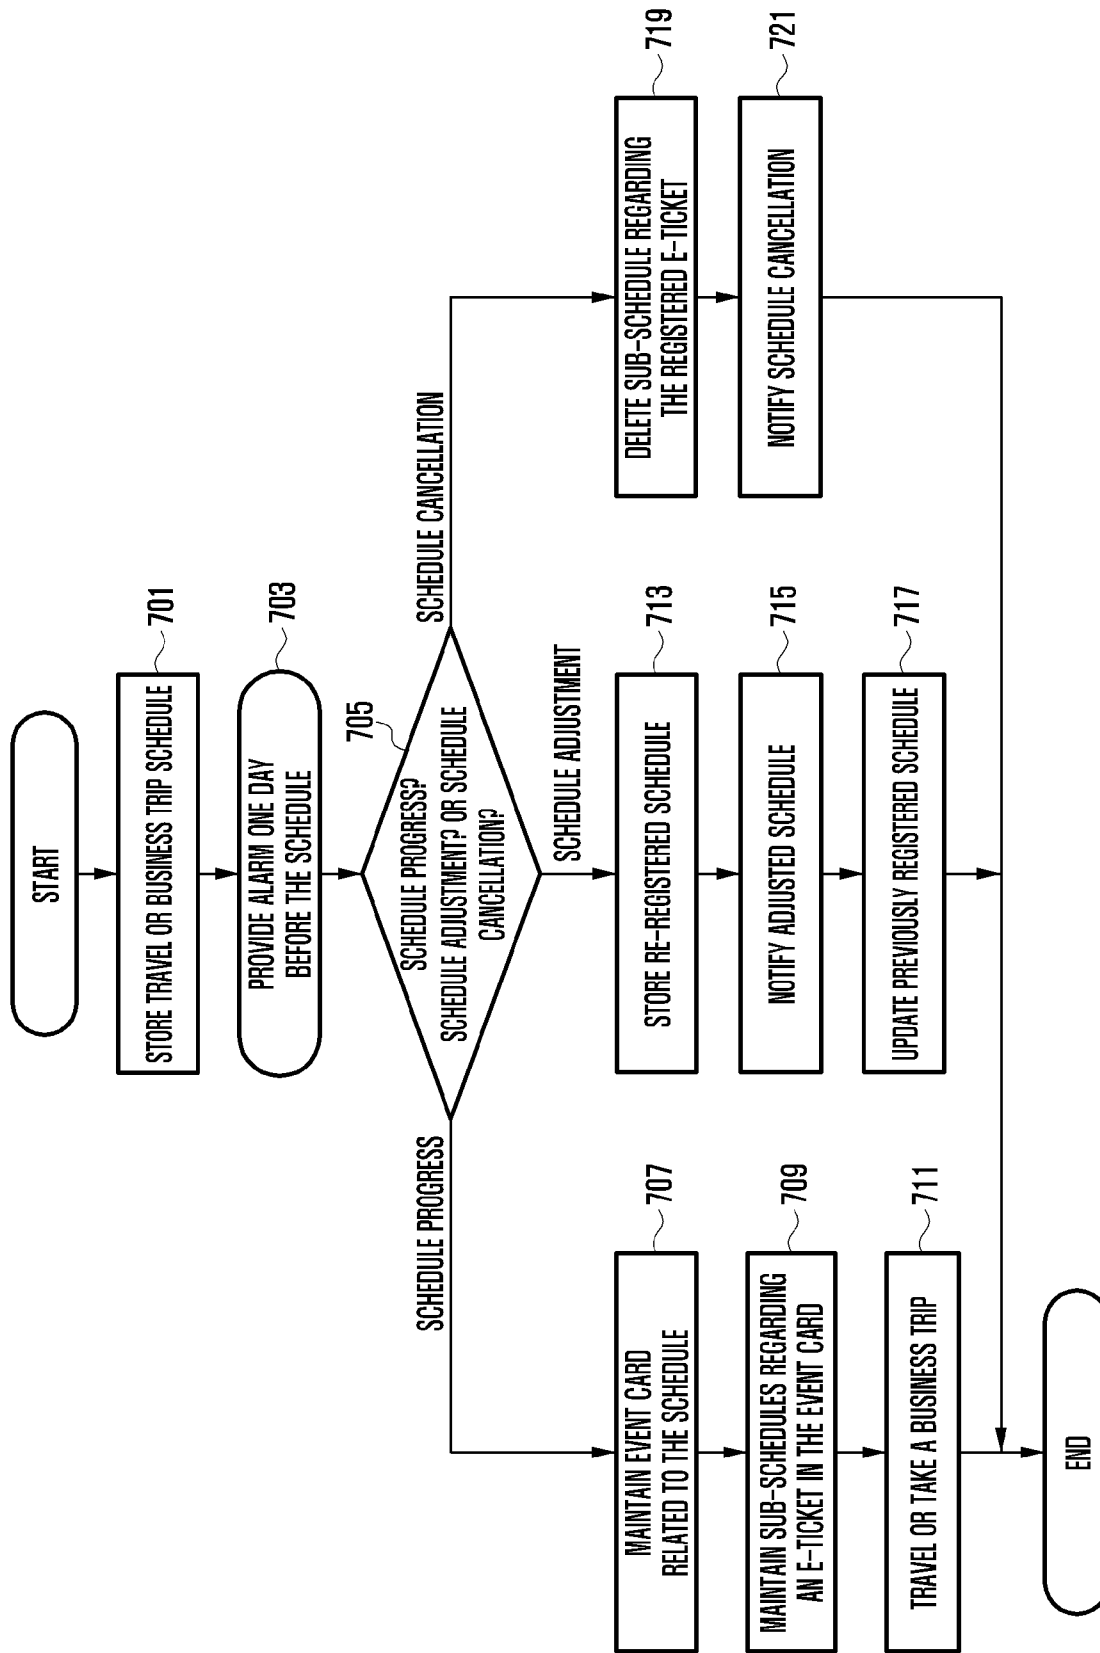 START
STORE TRAVEL OR BUSINESS TRIP SCHEDULE
701
PROVIDE ALARM ONE DAY
BEFORE THE SCHEDULE
703
705
SCHEDULE PROGRESS?
SCHEDULE ADJUSTMENT? OR SCHEDULE
CANCELLATION?
SCHEDULE PROGRESS
MAINTAIN EVENT CARD
RELATED TO THE SCHEDULE
707
MAINTAIN SUB-SCHEDULES REGARDING
AN E-TICKET IN THE EVENT CARD
709
TRAVEL OR TAKE A BUSINESS TRIP
711
SCHEDULE ADJUSTMENT
STORE RE-REGISTERED SCHEDULE
713
NOTIFY ADJUSTED SCHEDULE
715
UPDATE PREVIOUSLY REGISTERED SCHEDULE
717
SCHEDULE CANCELLATION
DELETE SUB-SCHEDULE REGARDING
THE REGISTERED E-TICKET
719
NOTIFY SCHEDULE CANCELLATION
721
END